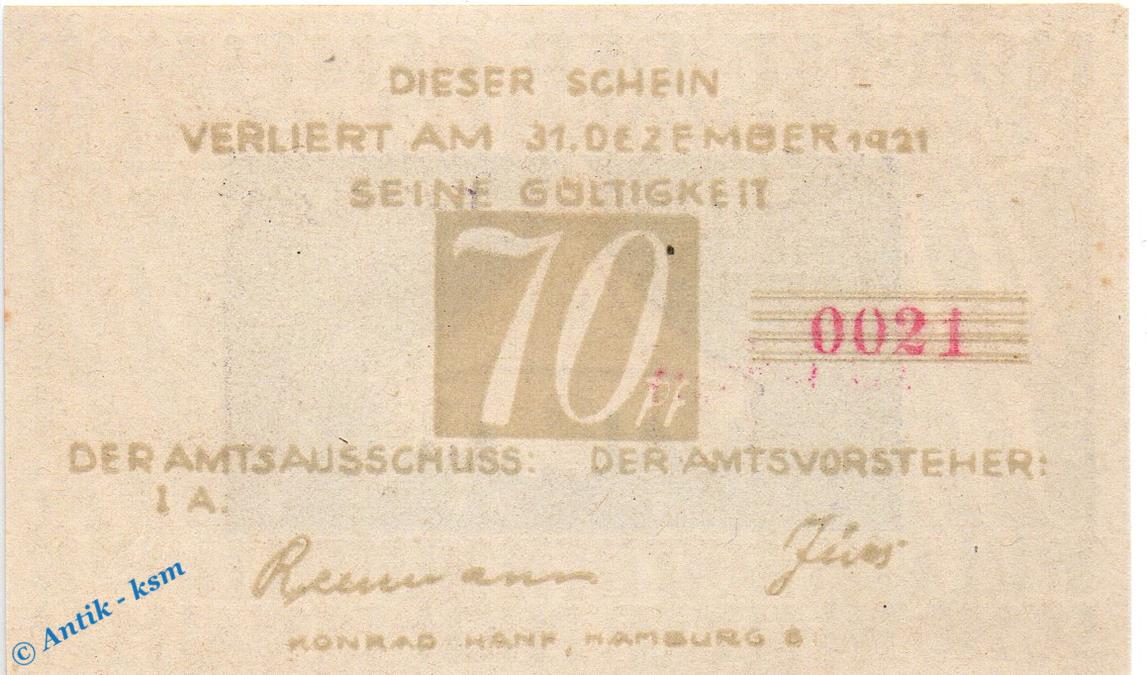 DIESER SCHEIN
VERLIERT AM 31. DEZEMBER 1921
SEINE GÜLTIGKEIT
70 Pf
0021
DER AMTSAUSSCHUSS: DER AMTSVORSTEHER:
I A.
KONRAD HANF, HAMBURG 8
© Antik - ksm